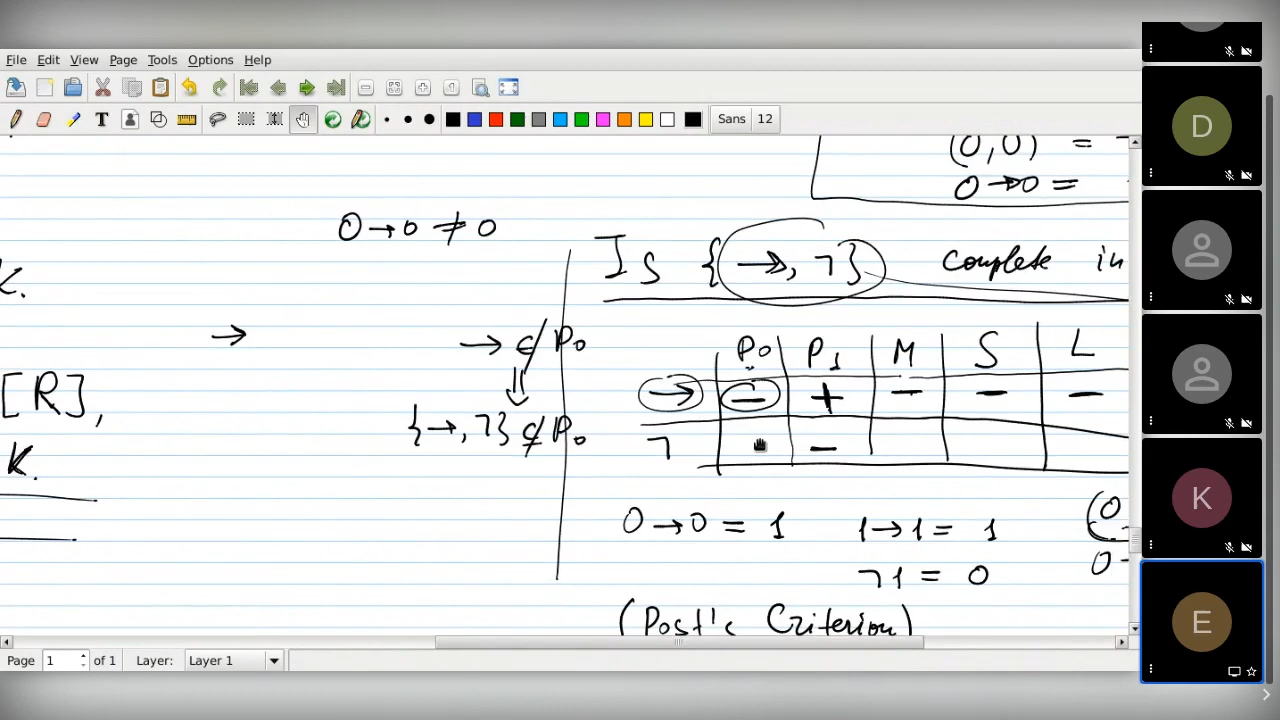 File Edit View Page Tools Options Help
Sans 12
(0,0) =
0→0 =
0→0 ≠ 0
Is {→, ¬} complete in
K.
→
→ ∉ P₀
⇓
{→, ¬} ⊄ P₀
[R],
K.
P₀ P₁ M S L
→ − + − − −
¬ −
0→0 = 1 1→1 = 1 (0
¬1 = 0 0
(Post's Criterion)
D
K
E
Page 1 of 1 Layer: Layer 1